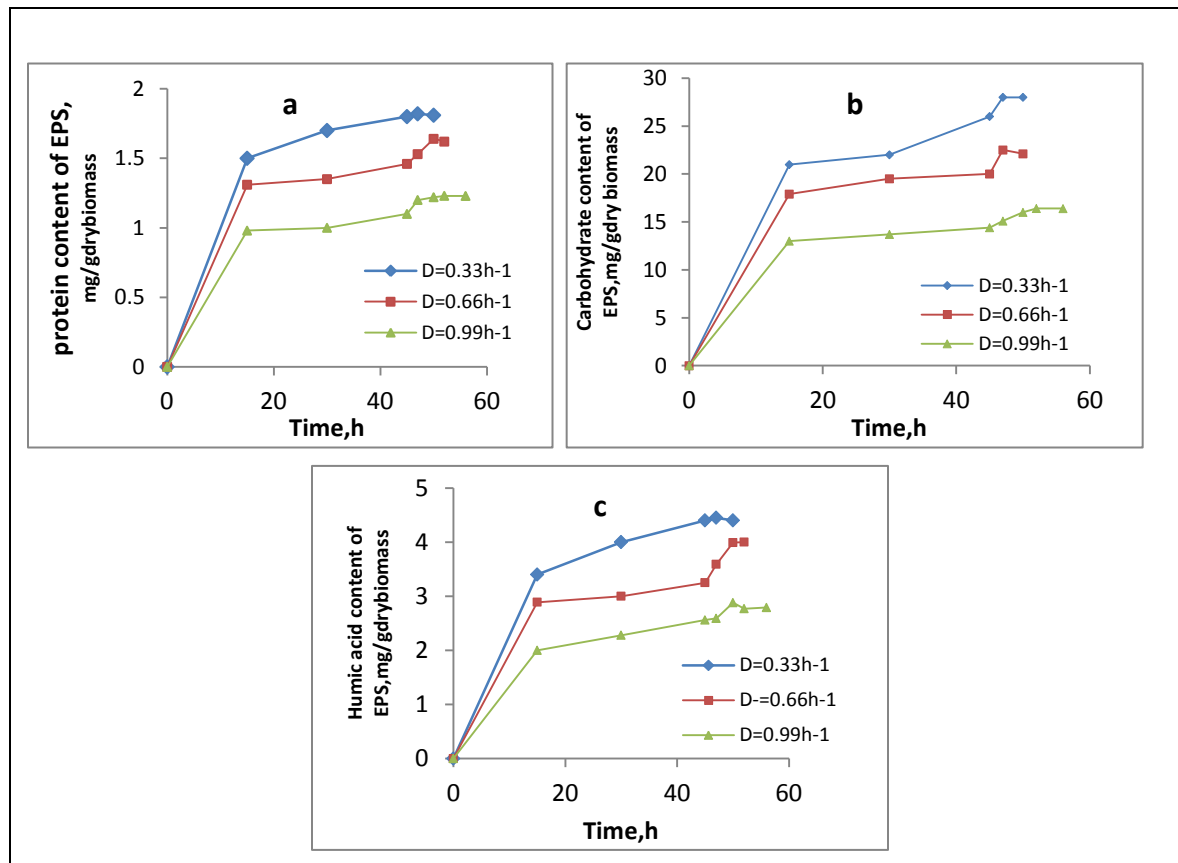 a
protein content of EPS,
mg/gdrybiomass
2
1.5
1
0.5
0
D=0.33h-1
D=0.66h-1
D=0.99h-1
0 20 40 60
Time,h
b
Carbohydrate content of
EPS,mg/gdry biomass
30
25
20
15
10
5
0
D=0.33h-1
D=0.66h-1
D=0.99h-1
0 20 40 60
Time,h
c
Humic acid content of
EPS,mg/gdrybiomass
5
4
3
2
1
0
D=0.33h-1
D-=0.66h-1
D=0.99h-1
0 20 40 60
Time,h